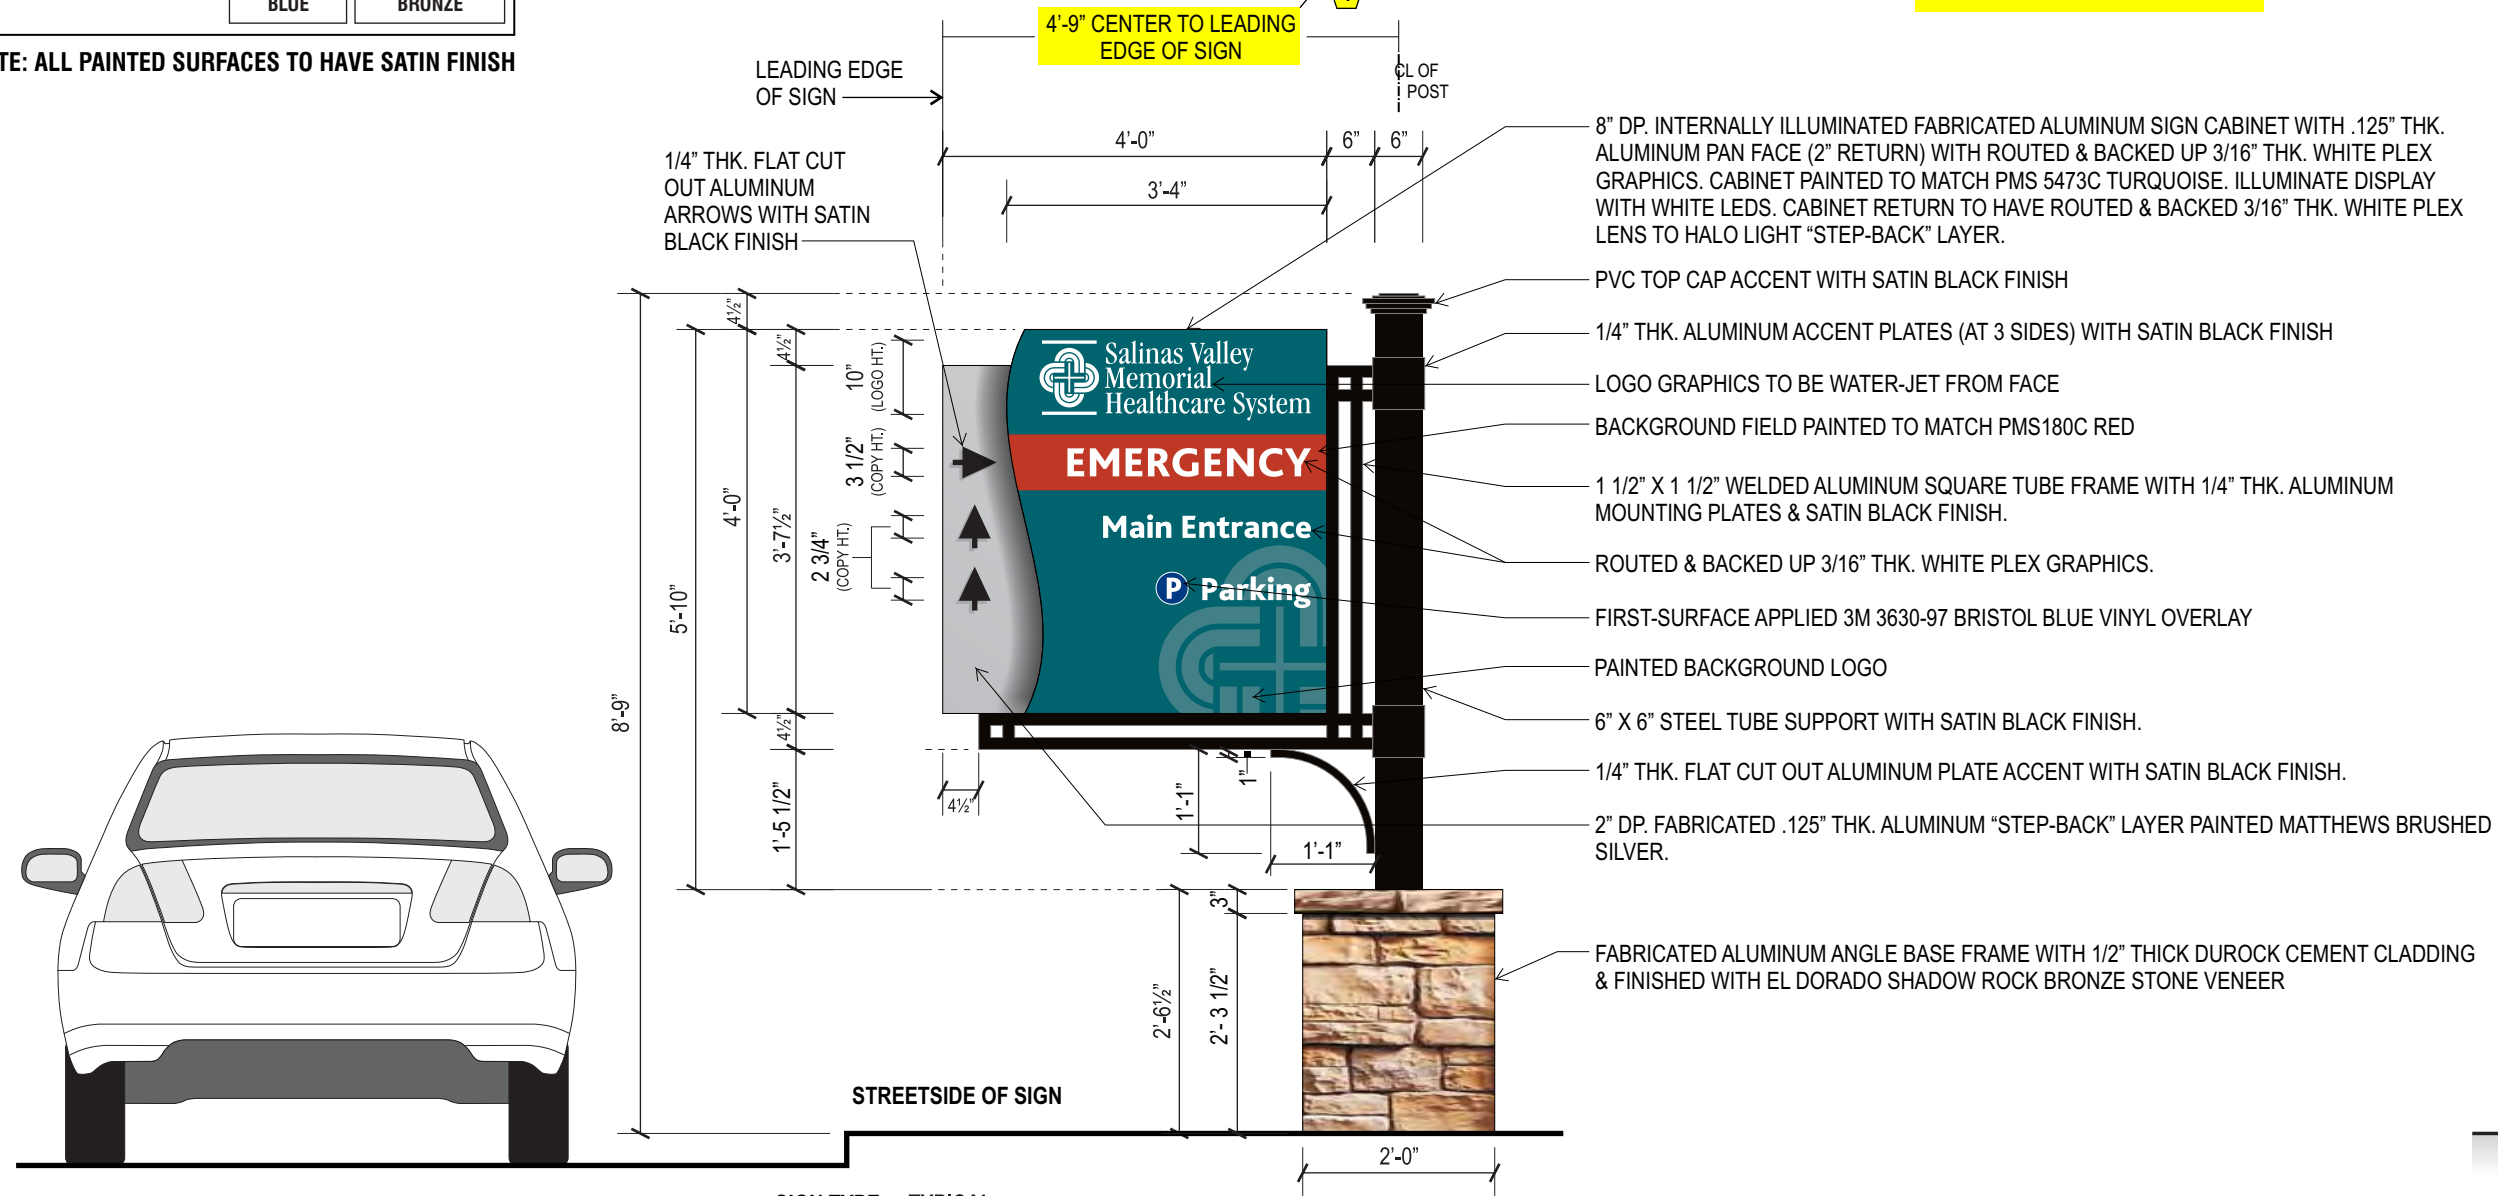 BLUE
BRONZE
TE: ALL PAINTED SURFACES TO HAVE SATIN FINISH
4'-9” CENTER TO LEADING
EDGE OF SIGN
LEADING EDGE
OF SIGN
CL OF
POST
4'-0”
6”
6”
3'-4”
1/4” THK. FLAT CUT
OUT ALUMINUM
ARROWS WITH SATIN
BLACK FINISH
8” DP. INTERNALLY ILLUMINATED FABRICATED ALUMINUM SIGN CABINET WITH .125” THK.
ALUMINUM PAN FACE (2” RETURN) WITH ROUTED & BACKED UP 3/16” THK. WHITE PLEX
GRAPHICS. CABINET PAINTED TO MATCH PMS 5473C TURQUOISE. ILLUMINATE DISPLAY
WITH WHITE LEDS. CABINET RETURN TO HAVE ROUTED & BACKED 3/16” THK. WHITE PLEX
LENS TO HALO LIGHT “STEP-BACK” LAYER.
PVC TOP CAP ACCENT WITH SATIN BLACK FINISH
1/4” THK. ALUMINUM ACCENT PLATES (AT 3 SIDES) WITH SATIN BLACK FINISH
LOGO GRAPHICS TO BE WATER-JET FROM FACE
BACKGROUND FIELD PAINTED TO MATCH PMS180C RED
1 1/2” X 1 1/2” WELDED ALUMINUM SQUARE TUBE FRAME WITH 1/4” THK. ALUMINUM
MOUNTING PLATES & SATIN BLACK FINISH.
ROUTED & BACKED UP 3/16” THK. WHITE PLEX GRAPHICS.
FIRST-SURFACE APPLIED 3M 3630-97 BRISTOL BLUE VINYL OVERLAY
PAINTED BACKGROUND LOGO
6” X 6” STEEL TUBE SUPPORT WITH SATIN BLACK FINISH.
1/4” THK. FLAT CUT OUT ALUMINUM PLATE ACCENT WITH SATIN BLACK FINISH.
2” DP. FABRICATED .125” THK. ALUMINUM “STEP-BACK” LAYER PAINTED MATTHEWS BRUSHED
SILVER.
FABRICATED ALUMINUM ANGLE BASE FRAME WITH 1/2” THICK DUROCK CEMENT CLADDING
& FINISHED WITH EL DORADO SHADOW ROCK BRONZE STONE VENEER
Salinas Valley
Memorial
Healthcare System
EMERGENCY
Main Entrance
P Parking
8'-9”
5'-10”
4½”
4'-0”
4½”
3'-7½”
4½”
1'-5 1/2”
10”
(LOGO HT.)
3 1/2”
(COPY HT.)
2 3/4”
(COPY HT.)
4½”
1'-1”
1”
1'-1”
3”
2'-6½”
2'- 3 1/2”
2'-0”
STREETSIDE OF SIGN